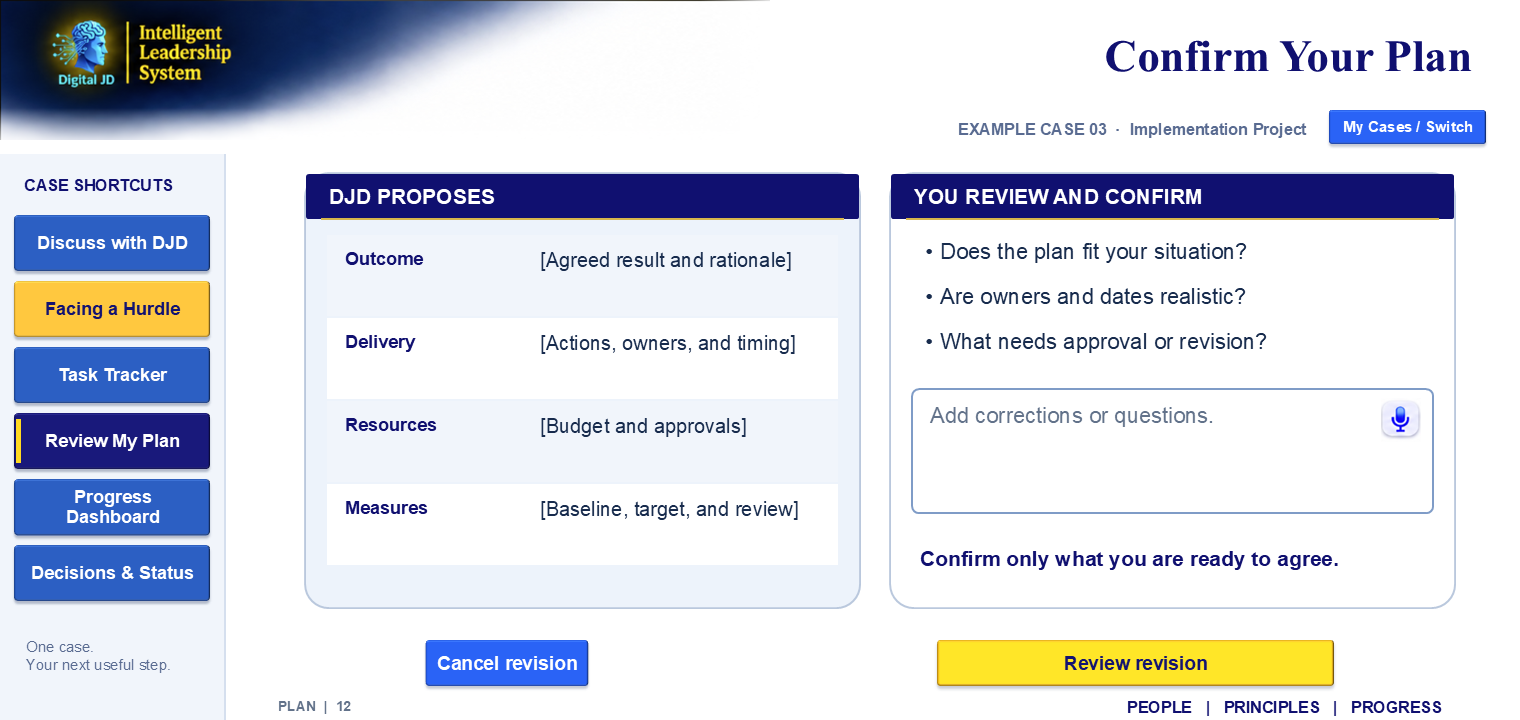 Digital JD
Intelligent
Leadership
System
Confirm Your Plan
EXAMPLE CASE 03 · Implementation Project
My Cases / Switch
CASE SHORTCUTS
Discuss with DJD
Facing a Hurdle
Task Tracker
Review My Plan
Progress
Dashboard
Decisions & Status
One case.
Your next useful step.
DJD PROPOSES
Outcome [Agreed result and rationale]
Delivery [Actions, owners, and timing]
Resources [Budget and approvals]
Measures [Baseline, target, and review]
YOU REVIEW AND CONFIRM
• Does the plan fit your situation?
• Are owners and dates realistic?
• What needs approval or revision?
Add corrections or questions.
Confirm only what you are ready to agree.
Cancel revision
Review revision
PLAN | 12
PEOPLE | PRINCIPLES | PROGRESS